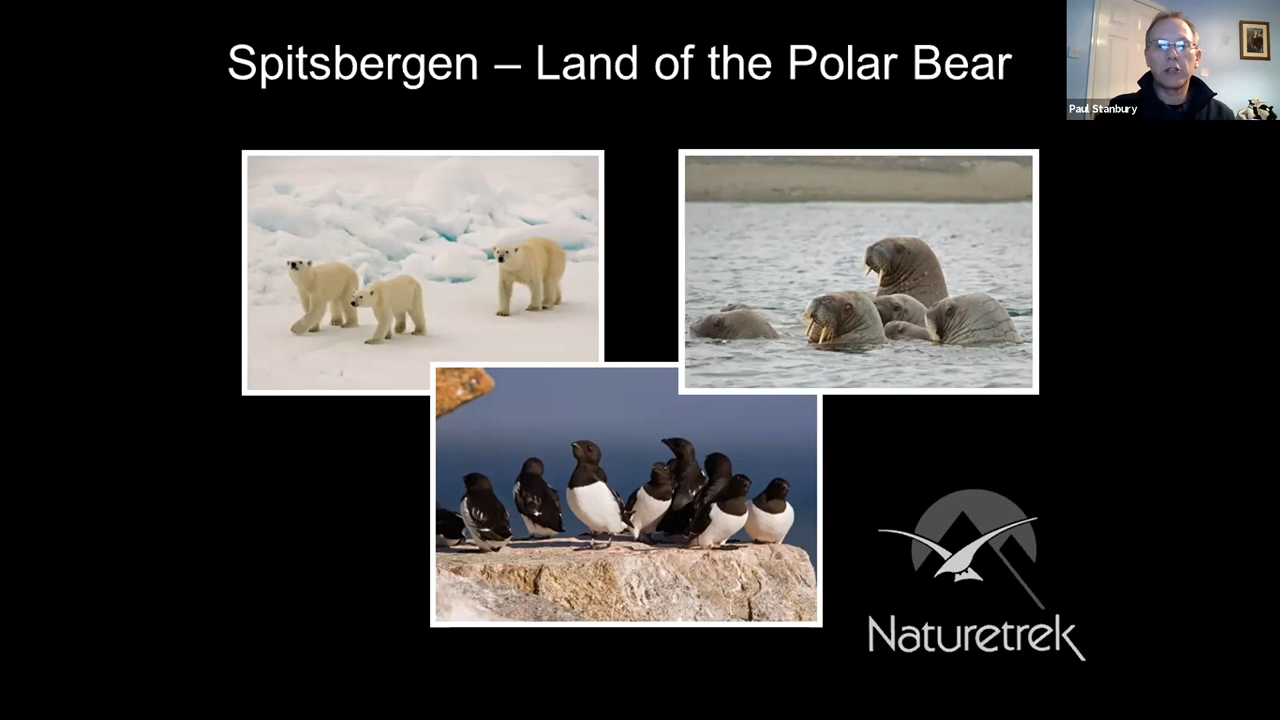 Spitsbergen – Land of the Polar Bear
Paul Stanbury
Naturetrek